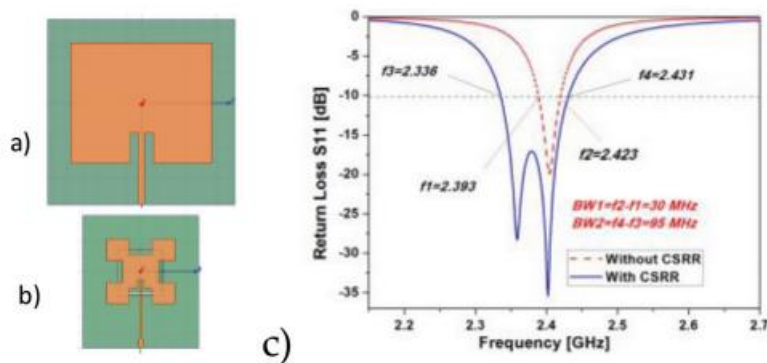 a)
b)
c)
Return Loss S11 [dB]
0
-5
-10
-15
-20
-25
-30
-35
f3=2.336
f4=2.431
f1=2.393
f2=2.423
BW1=f2-f1=30 MHz
BW2=f4-f3=95 MHz
Without CSRR
With CSRR
2.2 2.3 2.4 2.5 2.6 2.7
Frequency [GHz]